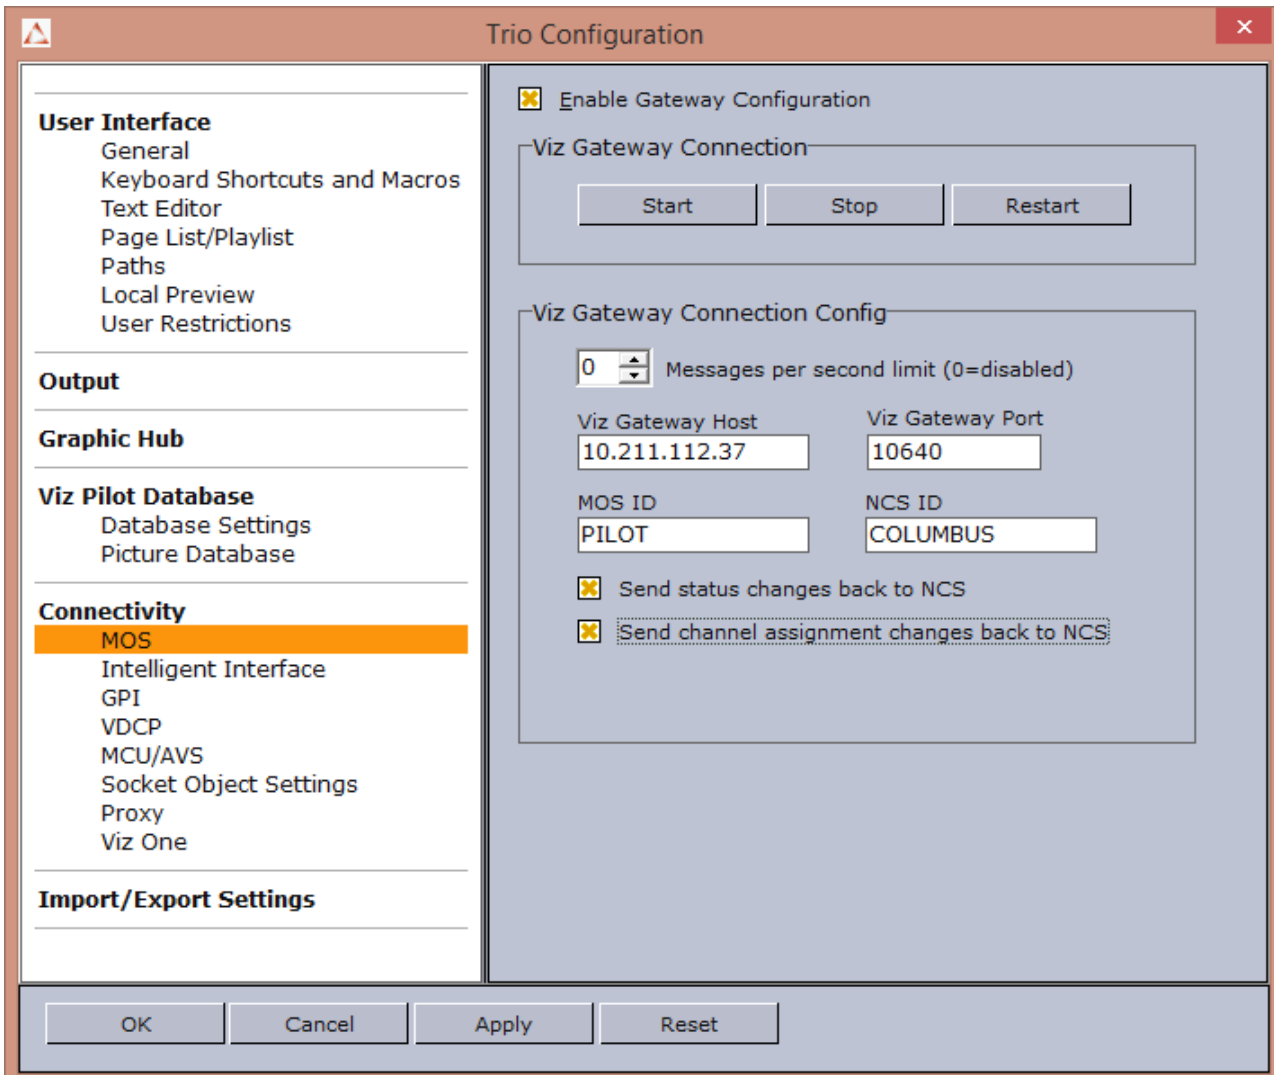 Trio Configuration
User Interface
General
Keyboard Shortcuts and Macros
Text Editor
Page List/Playlist
Paths
Local Preview
User Restrictions
Output
Graphic Hub
Viz Pilot Database
Database Settings
Picture Database
Connectivity
MOS
Intelligent Interface
GPI
VDCP
MCU/AVS
Socket Object Settings
Proxy
Viz One
Import/Export Settings
Enable Gateway Configuration
Viz Gateway Connection
Start Stop Restart
Viz Gateway Connection Config
0 Messages per second limit (0=disabled)
Viz Gateway Host Viz Gateway Port
10.211.112.37 10640
MOS ID NCS ID
PILOT COLUMBUS
Send status changes back to NCS
Send channel assignment changes back to NCS
OK Cancel Apply Reset